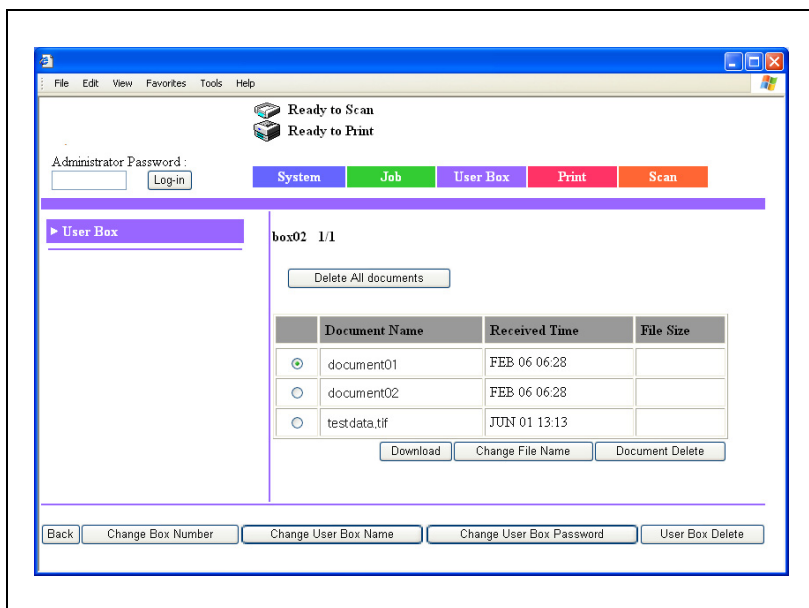 File Edit View Favorites Tools Help
Ready to Scan
Ready to Print
Administrator Password :
Log-in
System Job User Box Print Scan
User Box
box02 1/1
Delete All documents
Document Name Received Time File Size
document01 FEB 06 06:28
document02 FEB 06 06:28
testdata,tif JUN 01 13:13
Download Change File Name Document Delete
Back Change Box Number Change User Box Name Change User Box Password User Box Delete